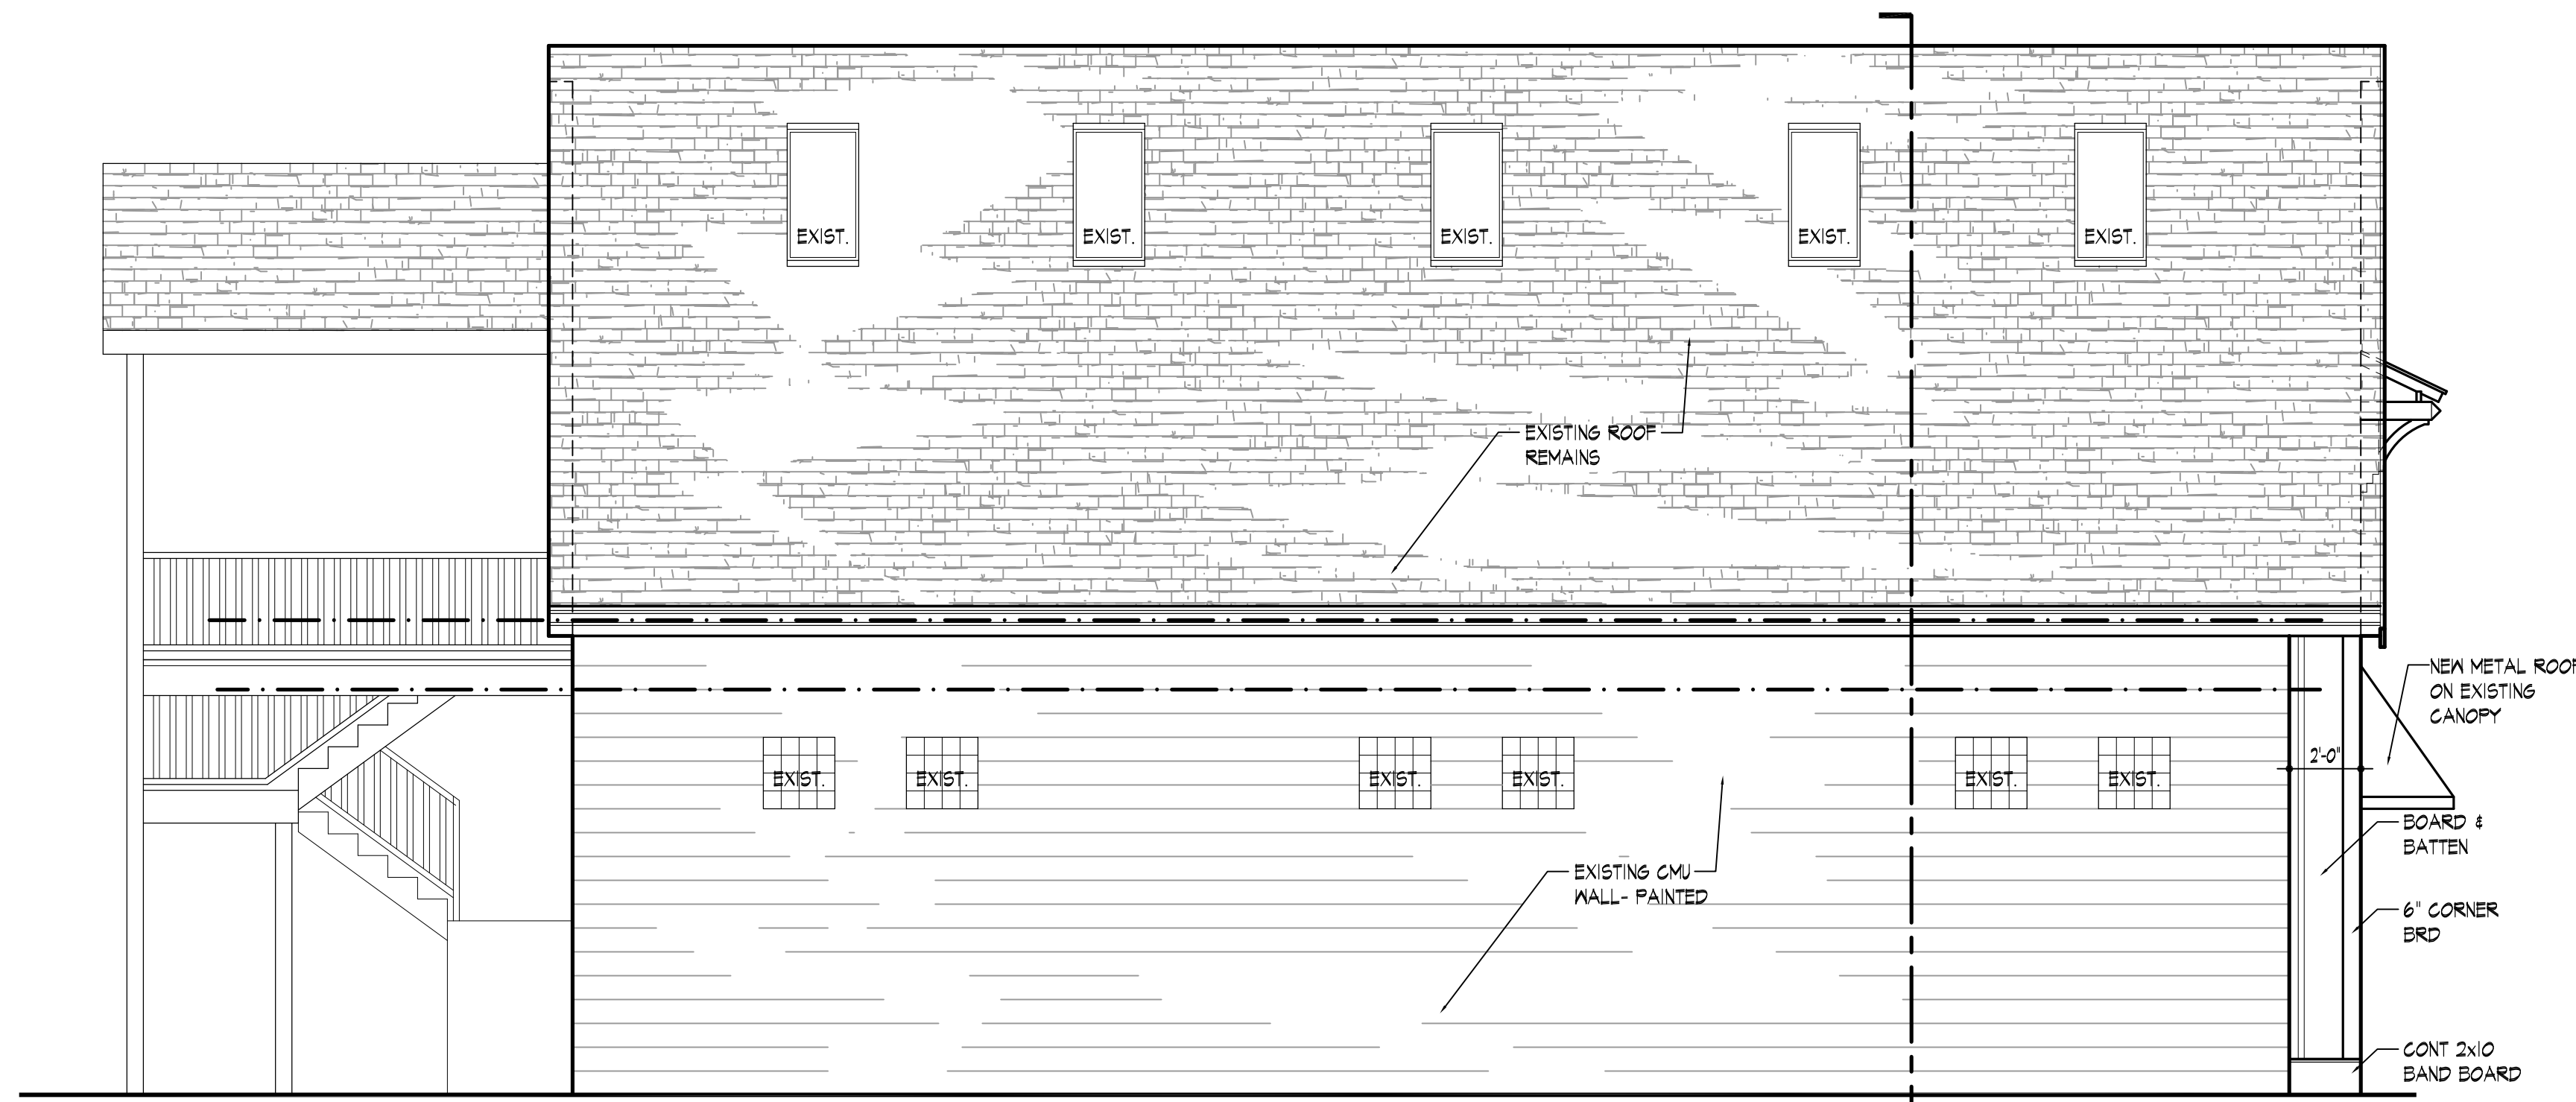 EXIST. EXIST. EXIST. EXIST. EXIST.
EXISTING ROOF
REMAINS
NEW METAL ROOF
ON EXISTING
CANOPY
2'-0"
EXIST. EXIST. EXIST. EXIST. EXIST. EXIST.
BOARD &
BATTEN
EXISTING CMU
WALL- PAINTED
6" CORNER
BRD
CONT 2x10
BAND BOARD